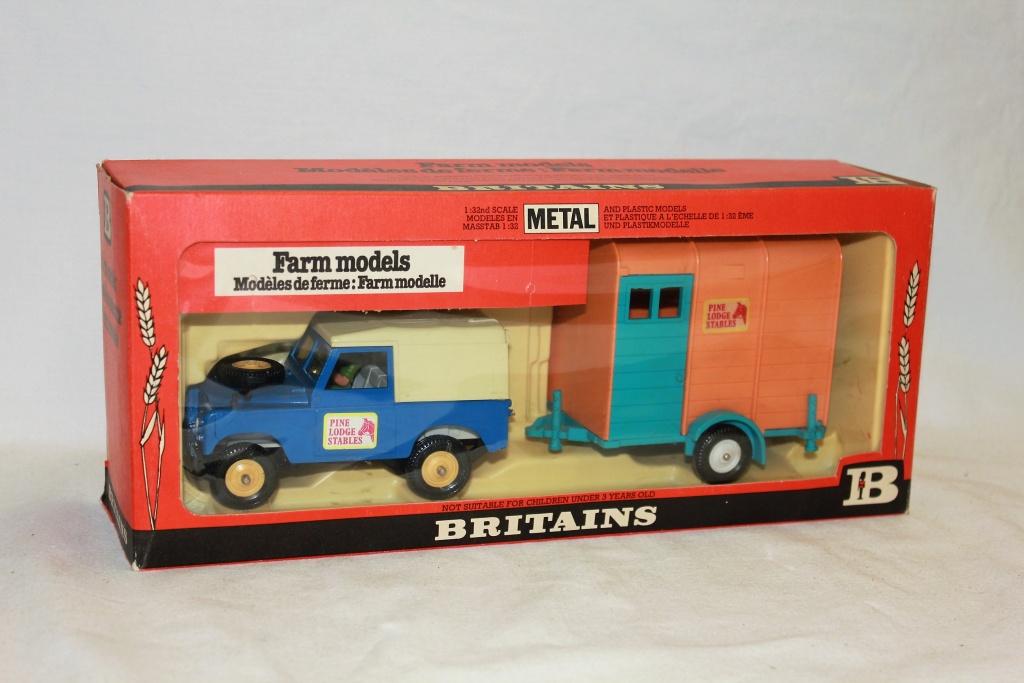 Farm models
Modèles de ferme: Farm modelle
BRITAINS
1:32nd SCALE
MODELES EN
MASSTAB 1:32
METAL
AND PLASTIC MODELS
ET PLASTIQUE A L'ECHELLE DE 1:32 ÈME
UND PLASTIKMODELLE
Farm models
Modèles de ferme: Farm modelle
PINE
LODGE
STABLES
PINE
LODGE
STABLES
NOT SUITABLE FOR CHILDREN UNDER 3 YEARS OLD
BRITAINS
B